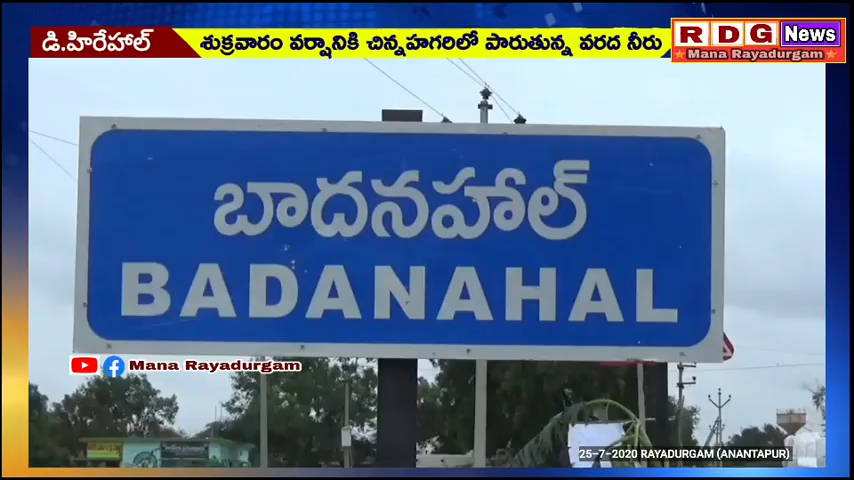 డి.హిరేహాల్
శుక్రవారం వర్షానికి చిన్నహగరిలో పారుతున్న వరద నీరు
RDG News
Mana Rayadurgam
బాదనహాల్
BADANAHAL
Mana Rayadurgam
25-7-2020 RAYADURGAM (ANANTAPUR)